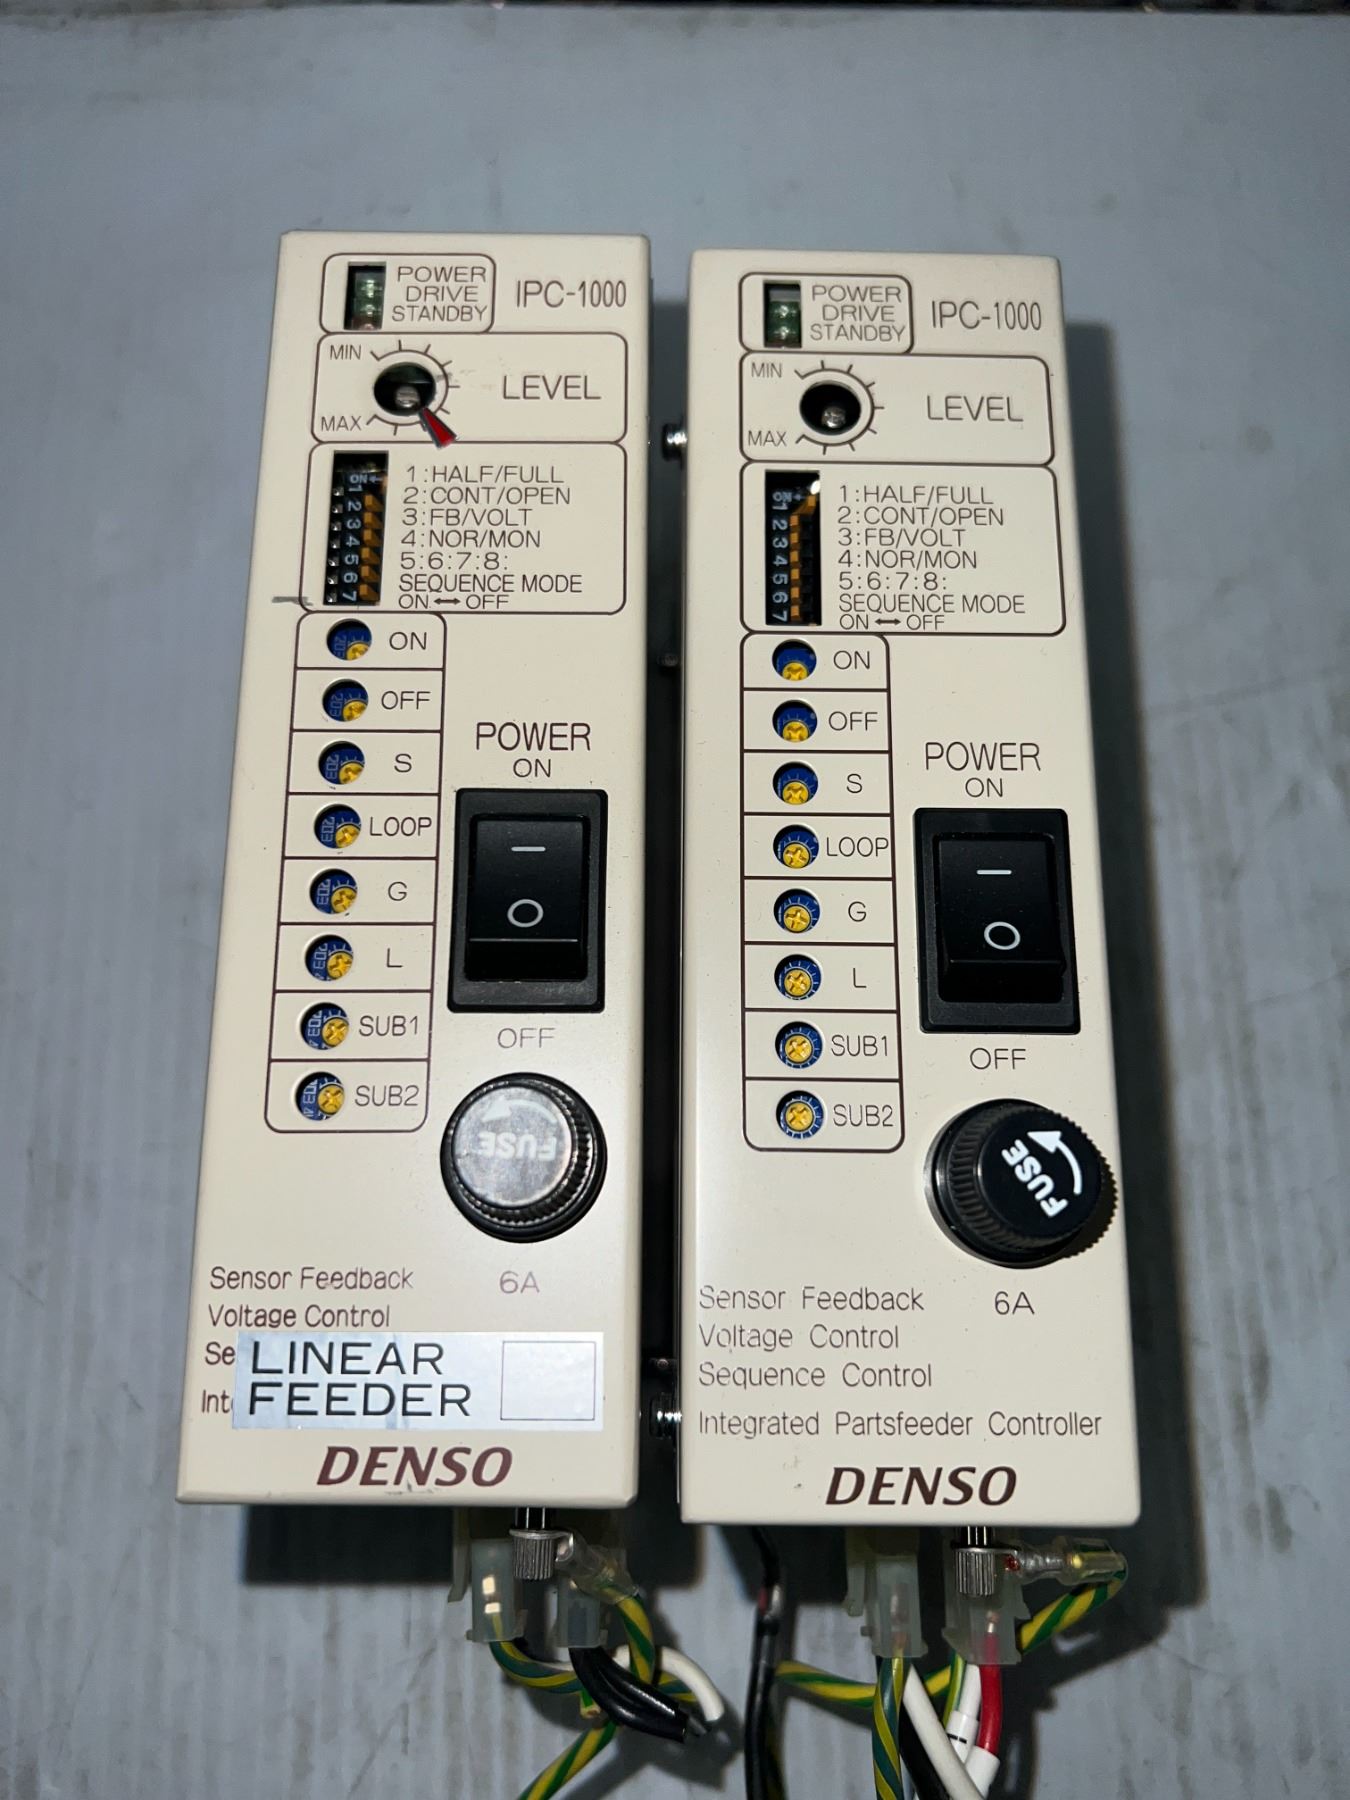 POWER
DRIVE
STANDBY
IPC-1000
MIN
MAX
LEVEL
ON
1 2 3 4 5 6 7
1:HALF/FULL
2:CONT/OPEN
3:FB/VOLT
4:NOR/MON
5:6:7:8:
SEQUENCE MODE
ON ↔ OFF
ON
OFF
S
LOOP
G
L
SUB1
SUB2
POWER
ON
OFF
FUSE
6A
Sensor Feedback
Voltage Control
LINEAR
FEEDER
DENSO
POWER
DRIVE
STANDBY
IPC-1000
MIN
MAX
LEVEL
ON
1 2 3 4 5 6 7
1:HALF/FULL
2:CONT/OPEN
3:FB/VOLT
4:NOR/MON
5:6:7:8:
SEQUENCE MODE
ON ↔ OFF
ON
OFF
S
LOOP
G
L
SUB1
SUB2
POWER
ON
OFF
FUSE
6A
Sensor Feedback
Voltage Control
Sequence Control
Integrated Partsfeeder Controller
DENSO